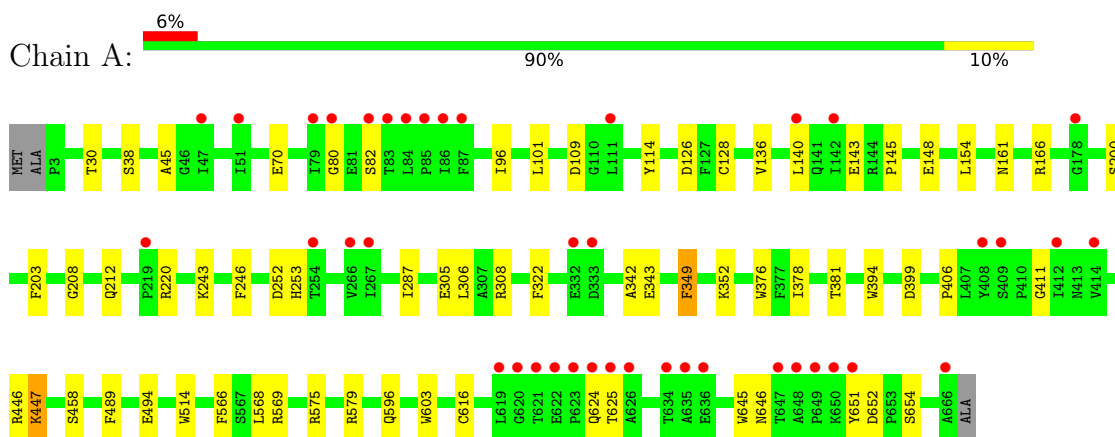 6%
Chain A:
90% 10%
MET ALA P3 T30 S38 A45 G46 I47 I51 E70 I79 G80 E81 S82 T83 L84 P85 I86 F87 I96 L101 D109 G110 L111 Y114 D126 F127 C128 V136 L140 Q141 I142 E143 R144 P145 E148 L154 N161 R166 G178 S200
F203 G208 Q212 P219 R220 K243 F246 D252 H253 T254 V266 I267 I287 E305 L306 A307 R308 F322 E332 D333 A342 E343 F349 K352 W376 F377 I378 T381 W394 D399 P406 L407 Y408 S409 P410 G411 I412 N413 V414
R446 K447 S458 F489 E494 W514 F566 S567 L568 R569 R575 R579 Q596 W603 C616 L619 G620 T621 E622 P623 Q624 T625 A626 T634 A635 E636 W645 N646 T647 A648 P649 K650 Y651 D652 P653 S654 A666 ALA